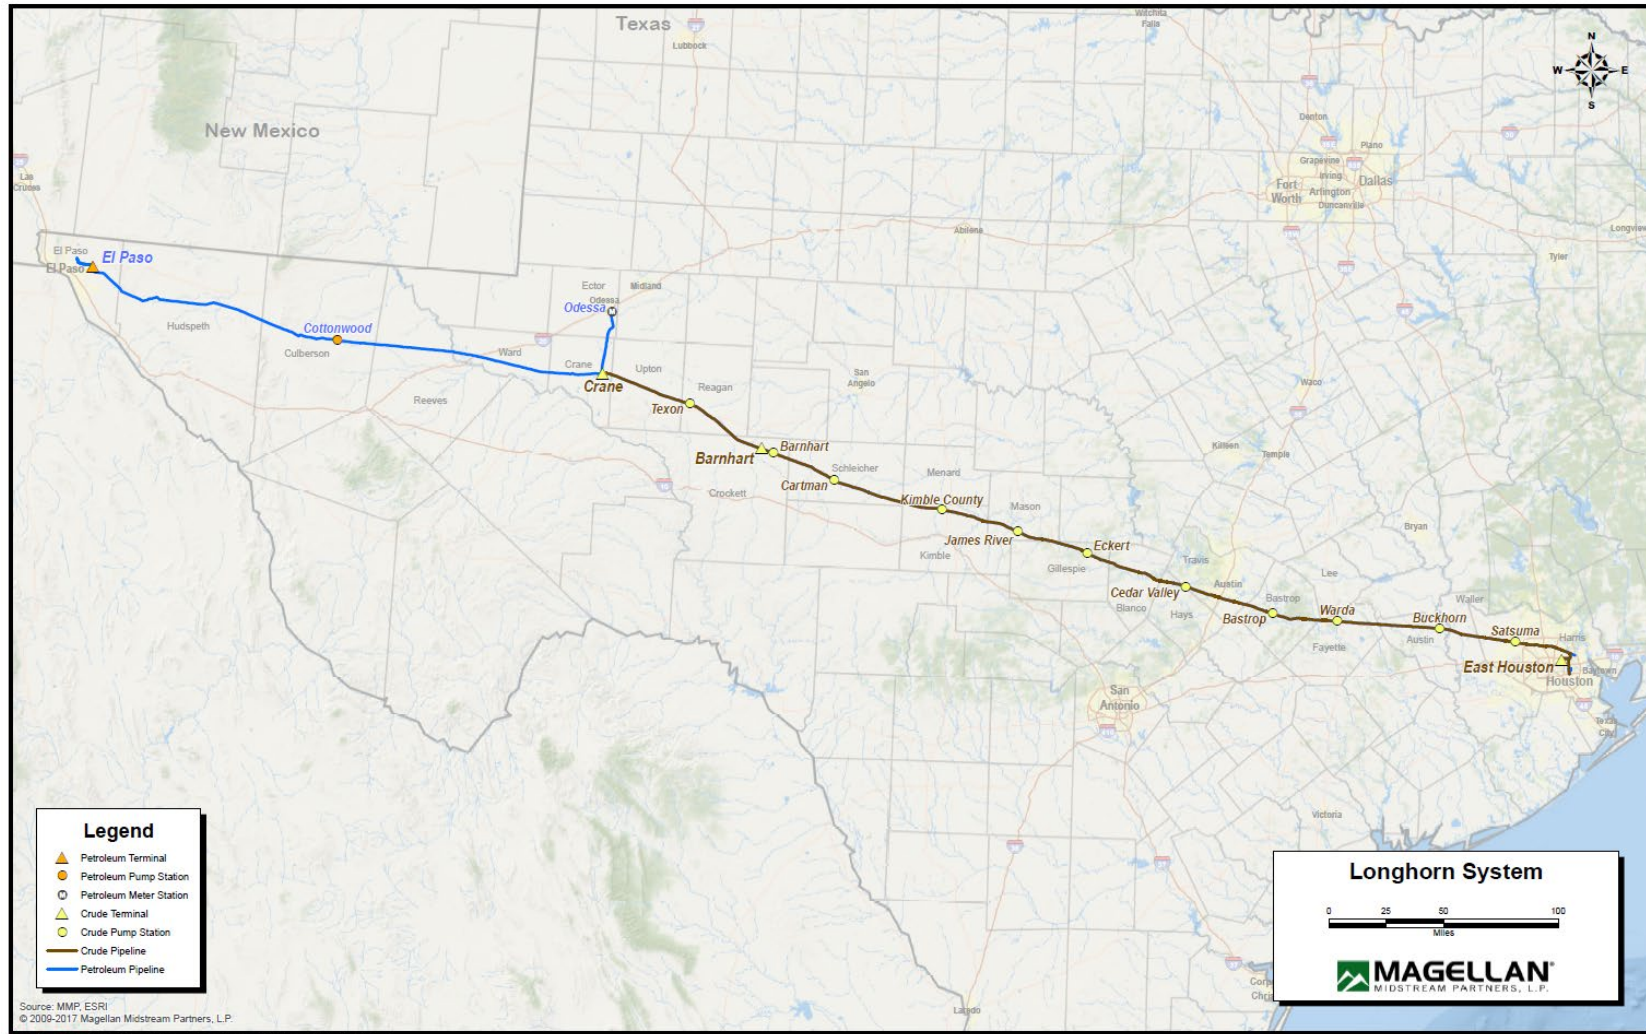 Texas
Wichita
Falls
Lubbock
N
W
E
S
New Mexico
Las
Cruces
Denton
Plano
Grapevine
Irving
Fort
Worth
Arlington
Dallas
Duncanville
Longview
Abilene
Tyler
El Paso
El Paso
El Paso
Ector
Midland
Odessa
Odessa
M
Hudspeth
Cottonwood
Culberson
Ward
Crane
Upton
Crane
Reagan
San
Angelo
Waco
Reeves
Texon
Barnhart
Barnhart
Killeen
Temple
Schleicher
Menard
Cartman
Crockett
Kimble County
Mason
Bryan
James River
Eckert
Kimble
Gillespie
Travis
Lee
Austin
Cedar Valley
Blanco
Hays
Bastrop
Bastrop
Warda
Waller
Buckhorn
Fayette
Austin
Satsuma
Harris
East Houston
Baytown
Houston
San
Antonio
Texas
City
Victoria
Corpus
Laredo
Legend
Petroleum Terminal
Petroleum Pump Station
M Petroleum Meter Station
Crude Terminal
Crude Pump Station
Crude Pipeline
Petroleum Pipeline
Longhorn System
0 25 50 100
Miles
MAGELLAN®
MIDSTREAM PARTNERS, L.P.
Source: MMP, ESRI
© 2009-2017 Magellan Midstream Partners, L.P.